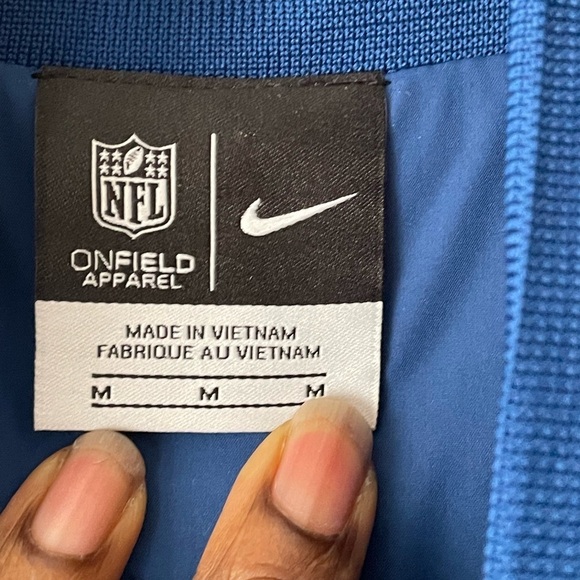 NFL
ONFIELD
APPAREL
MADE IN VIETNAM
FABRIQUE AU VIETNAM
M M M